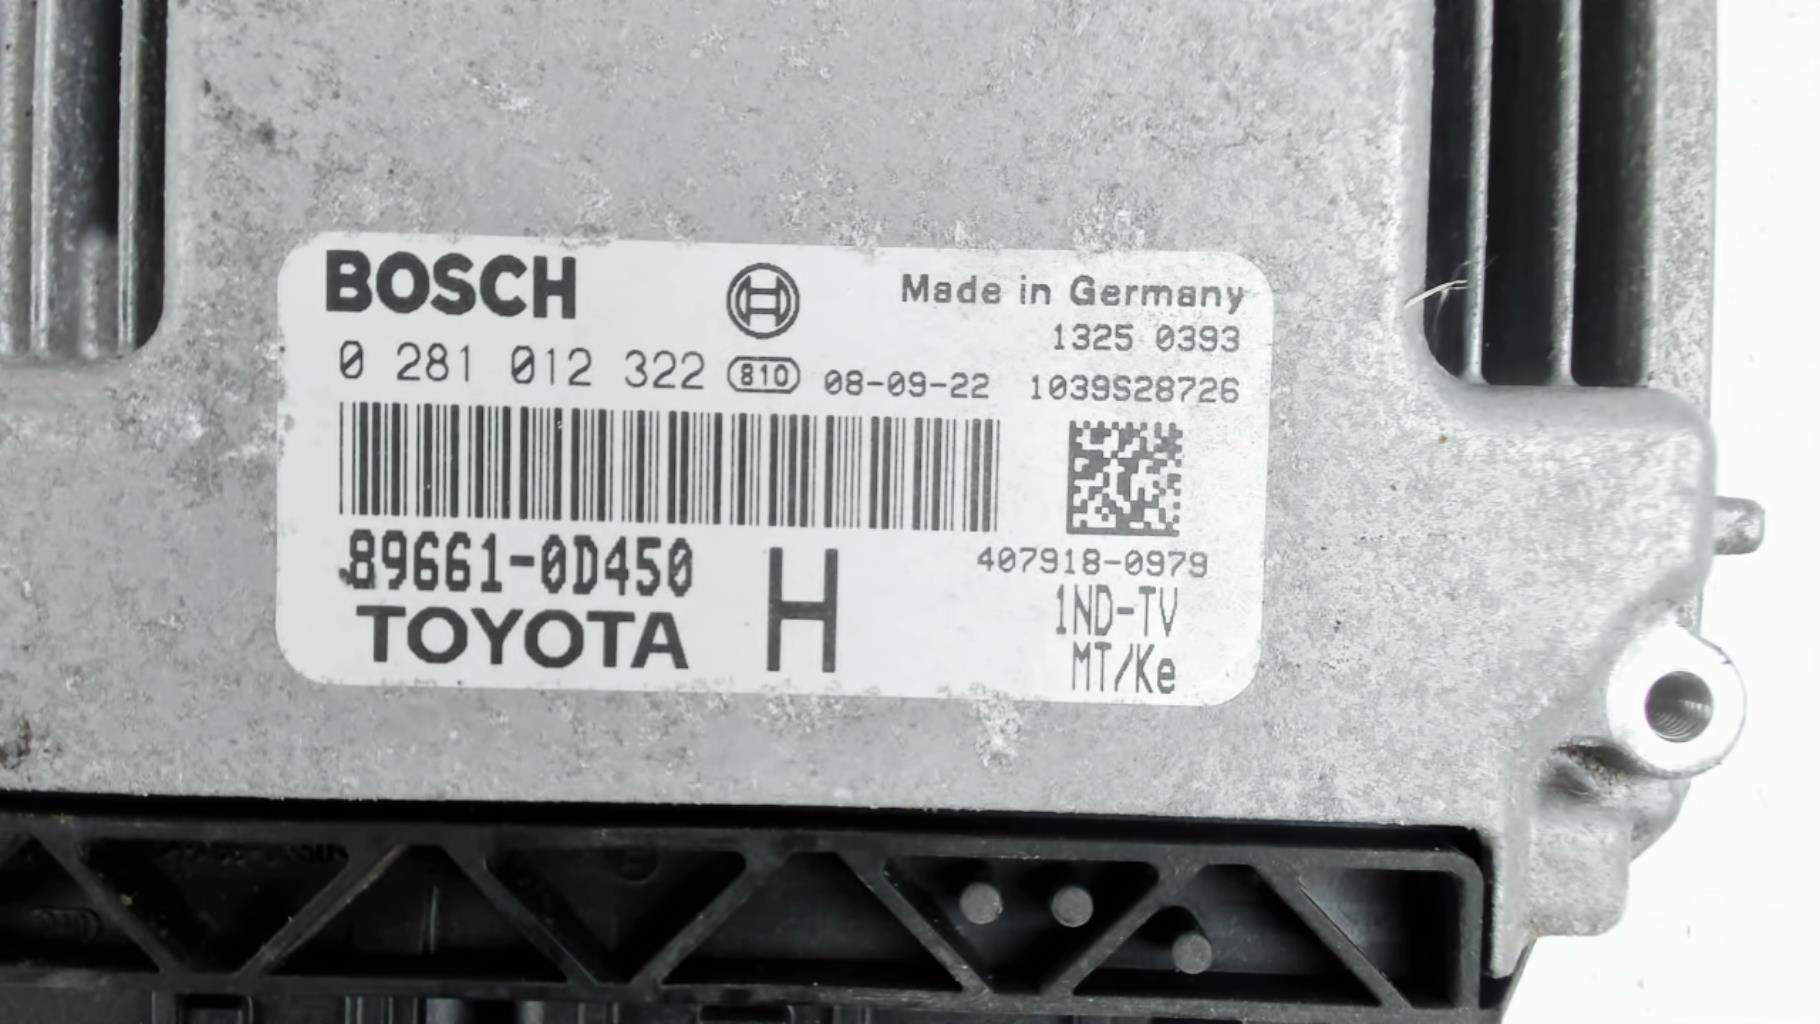 BOSCH
Made in Germany
1325 0393
0 281 012 322 810 08-09-22 1039S28726
89661-0D450
H
407918-0979
TOYOTA
1ND-TV
MT/Ke